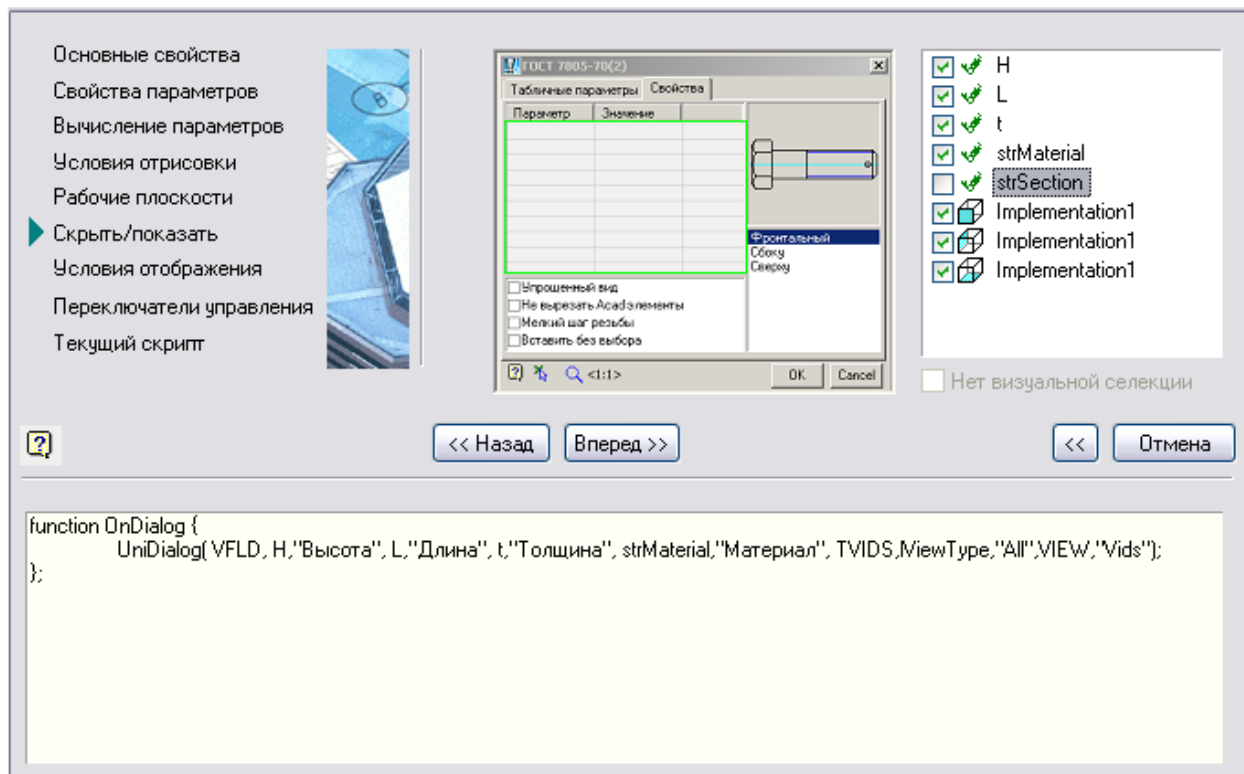 Основные свойства
Свойства параметров
Вычисление параметров
Условия отрисовки
Рабочие плоскости
Скрыть/показать
Условия отображения
Переключатели управления
Текущий скрипт
B
ГОСТ 7805-70(2)
Табличные параметры Свойства
Параметр Значение
Фронтальный
Сбоку
Сверху
Упрошенный вид
Не вырезать Acad элементы
Мелкий шаг резьбы
Вставить без выбора
<1:1> OK Cancel
H
L
t
strMaterial
strSection
Implementation1
Implementation1
Implementation1
Нет визуальной селекции
<< Назад Вперед >> << Отмена
function OnDialog {
UniDialog( VFLD, H,"Высота", L,"Длина", t,"Толщина", strMaterial,"Материал", TVIDS,IViewType,"All",VIEW,"Vids");
};